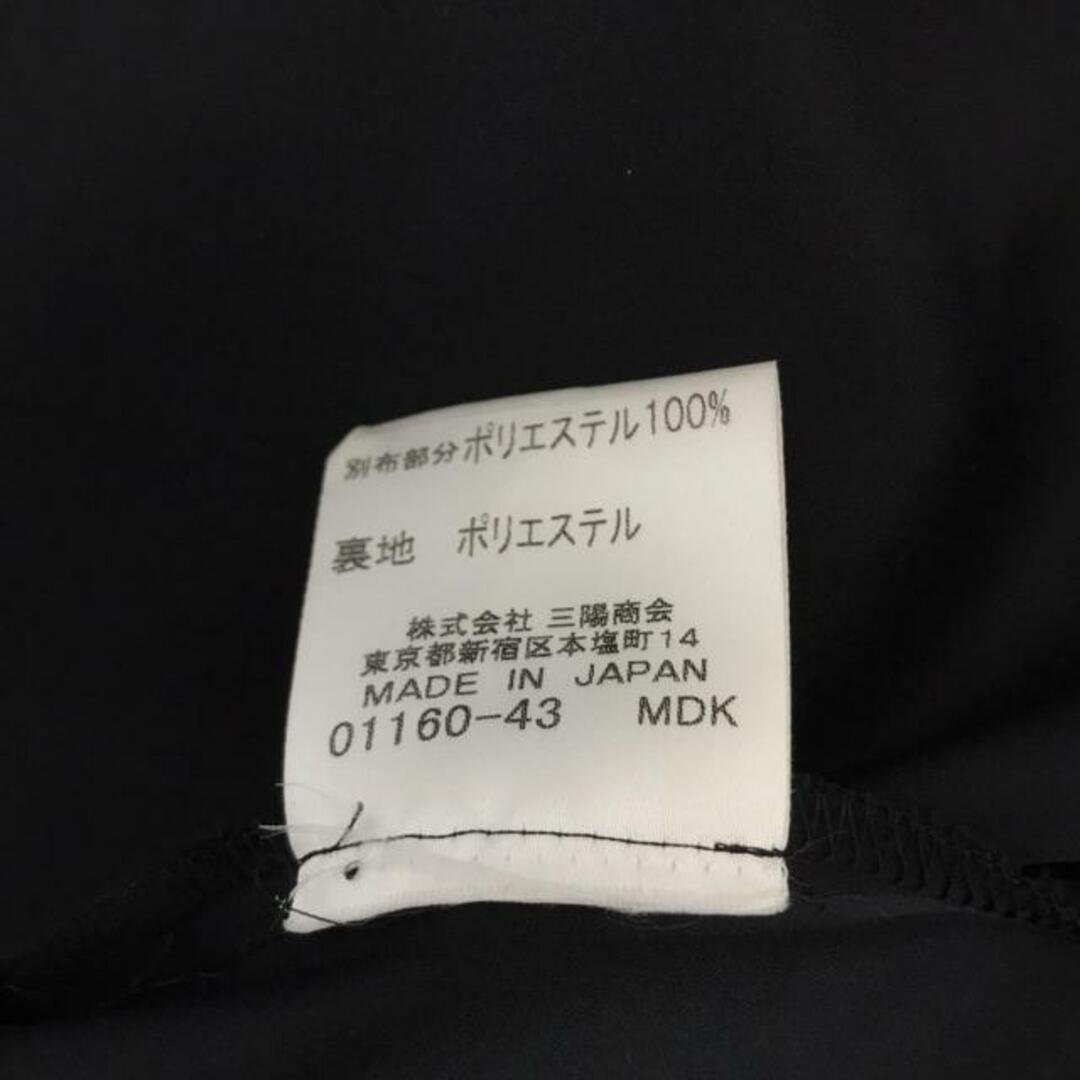 別布部分ポリエステル100%
裏地 ポリエステル
株式会社 三陽商会
東京都新宿区本塩町14
MADE IN JAPAN
01160-43 MDK